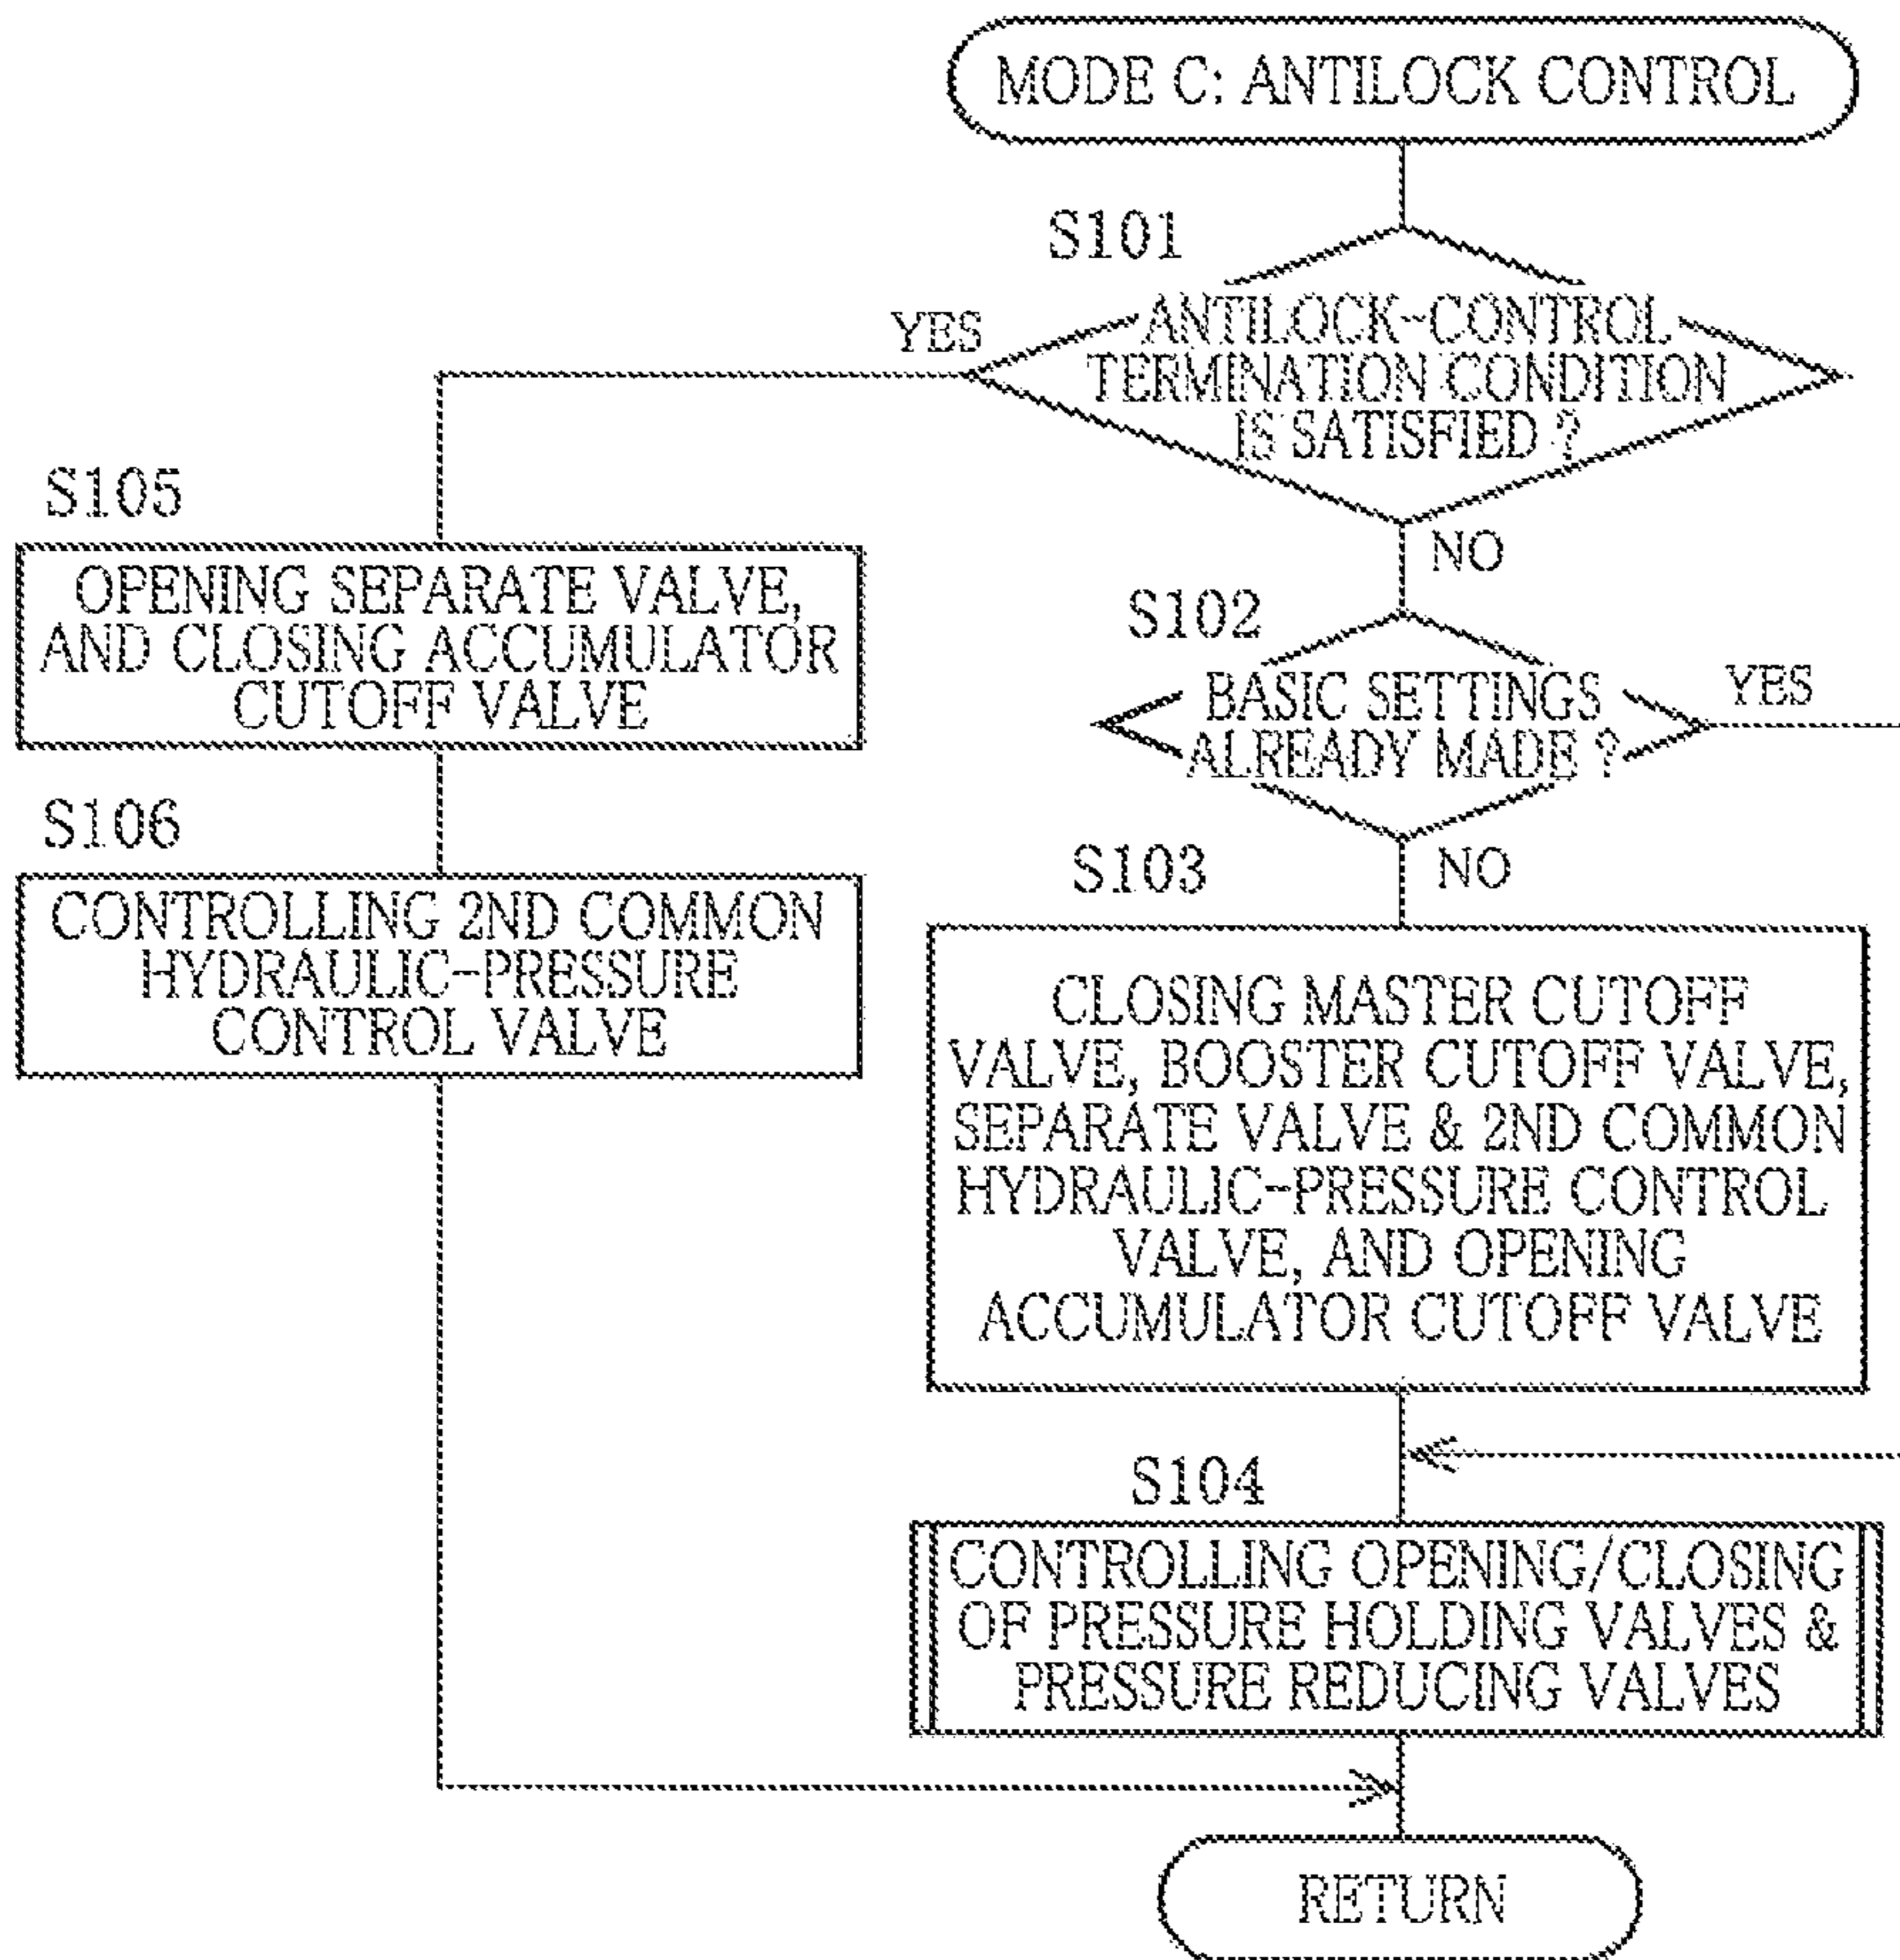 MODE C: ANTILOCK CONTROL
S101
ANTILOCK-CONTROL
TERMINATION CONDITION
IS SATISFIED ?
YES
NO
S102
BASIC SETTINGS
ALREADY MADE ?
YES
NO
S103
CLOSING MASTER CUTOFF
VALVE, BOOSTER CUTOFF VALVE,
SEPARATE VALVE & 2ND COMMON
HYDRAULIC-PRESSURE CONTROL
VALVE, AND OPENING
ACCUMULATOR CUTOFF VALVE
S104
CONTROLLING OPENING/CLOSING
OF PRESSURE HOLDING VALVES &
PRESSURE REDUCING VALVES
S105
OPENING SEPARATE VALVE,
AND CLOSING ACCUMULATOR
CUTOFF VALVE
S106
CONTROLLING 2ND COMMON
HYDRAULIC-PRESSURE
CONTROL VALVE
RETURN